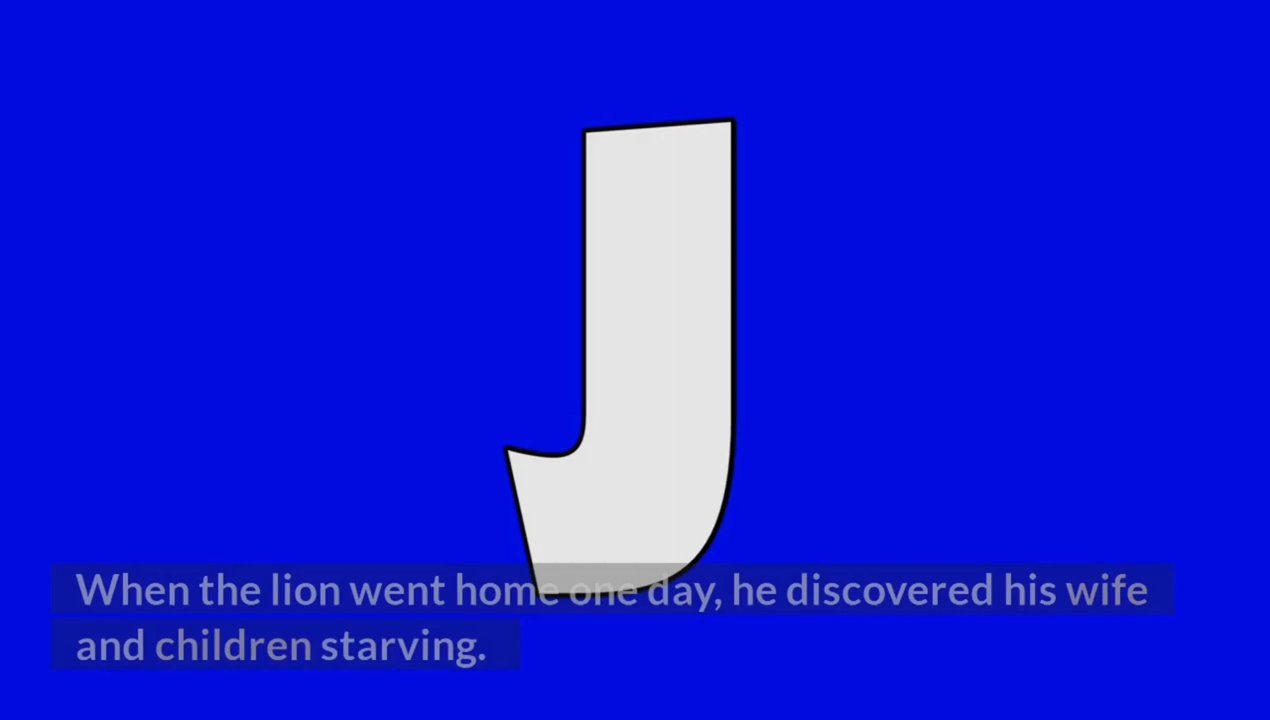 J
When the lion went home one day, he discovered his wife
and children starving.